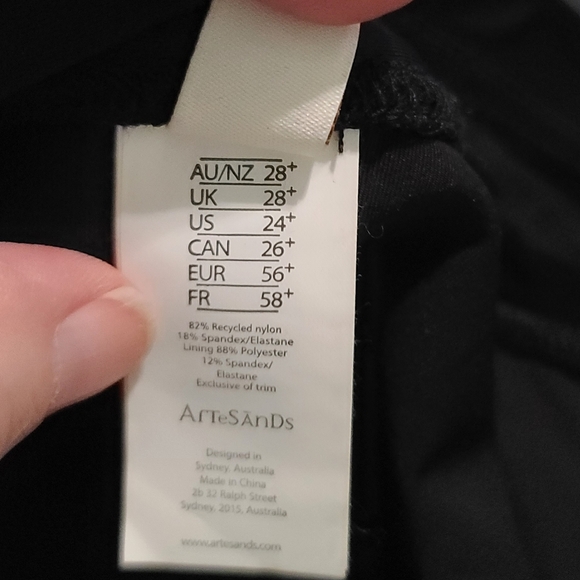 AU/NZ 28+
UK 28+
US 24+
CAN 26+
EUR 56+
FR 58+
82% Recycled nylon
18% Spandex/Elastane
Lining 88% Polyester
12% Spandex/
Elastane
Exclusive of trim
ARTeSĀNDS
Designed in
Sydney, Australia
Made in China
2b 32 Ralph Street
Sydney, 2015, Australia
www.artesands.com